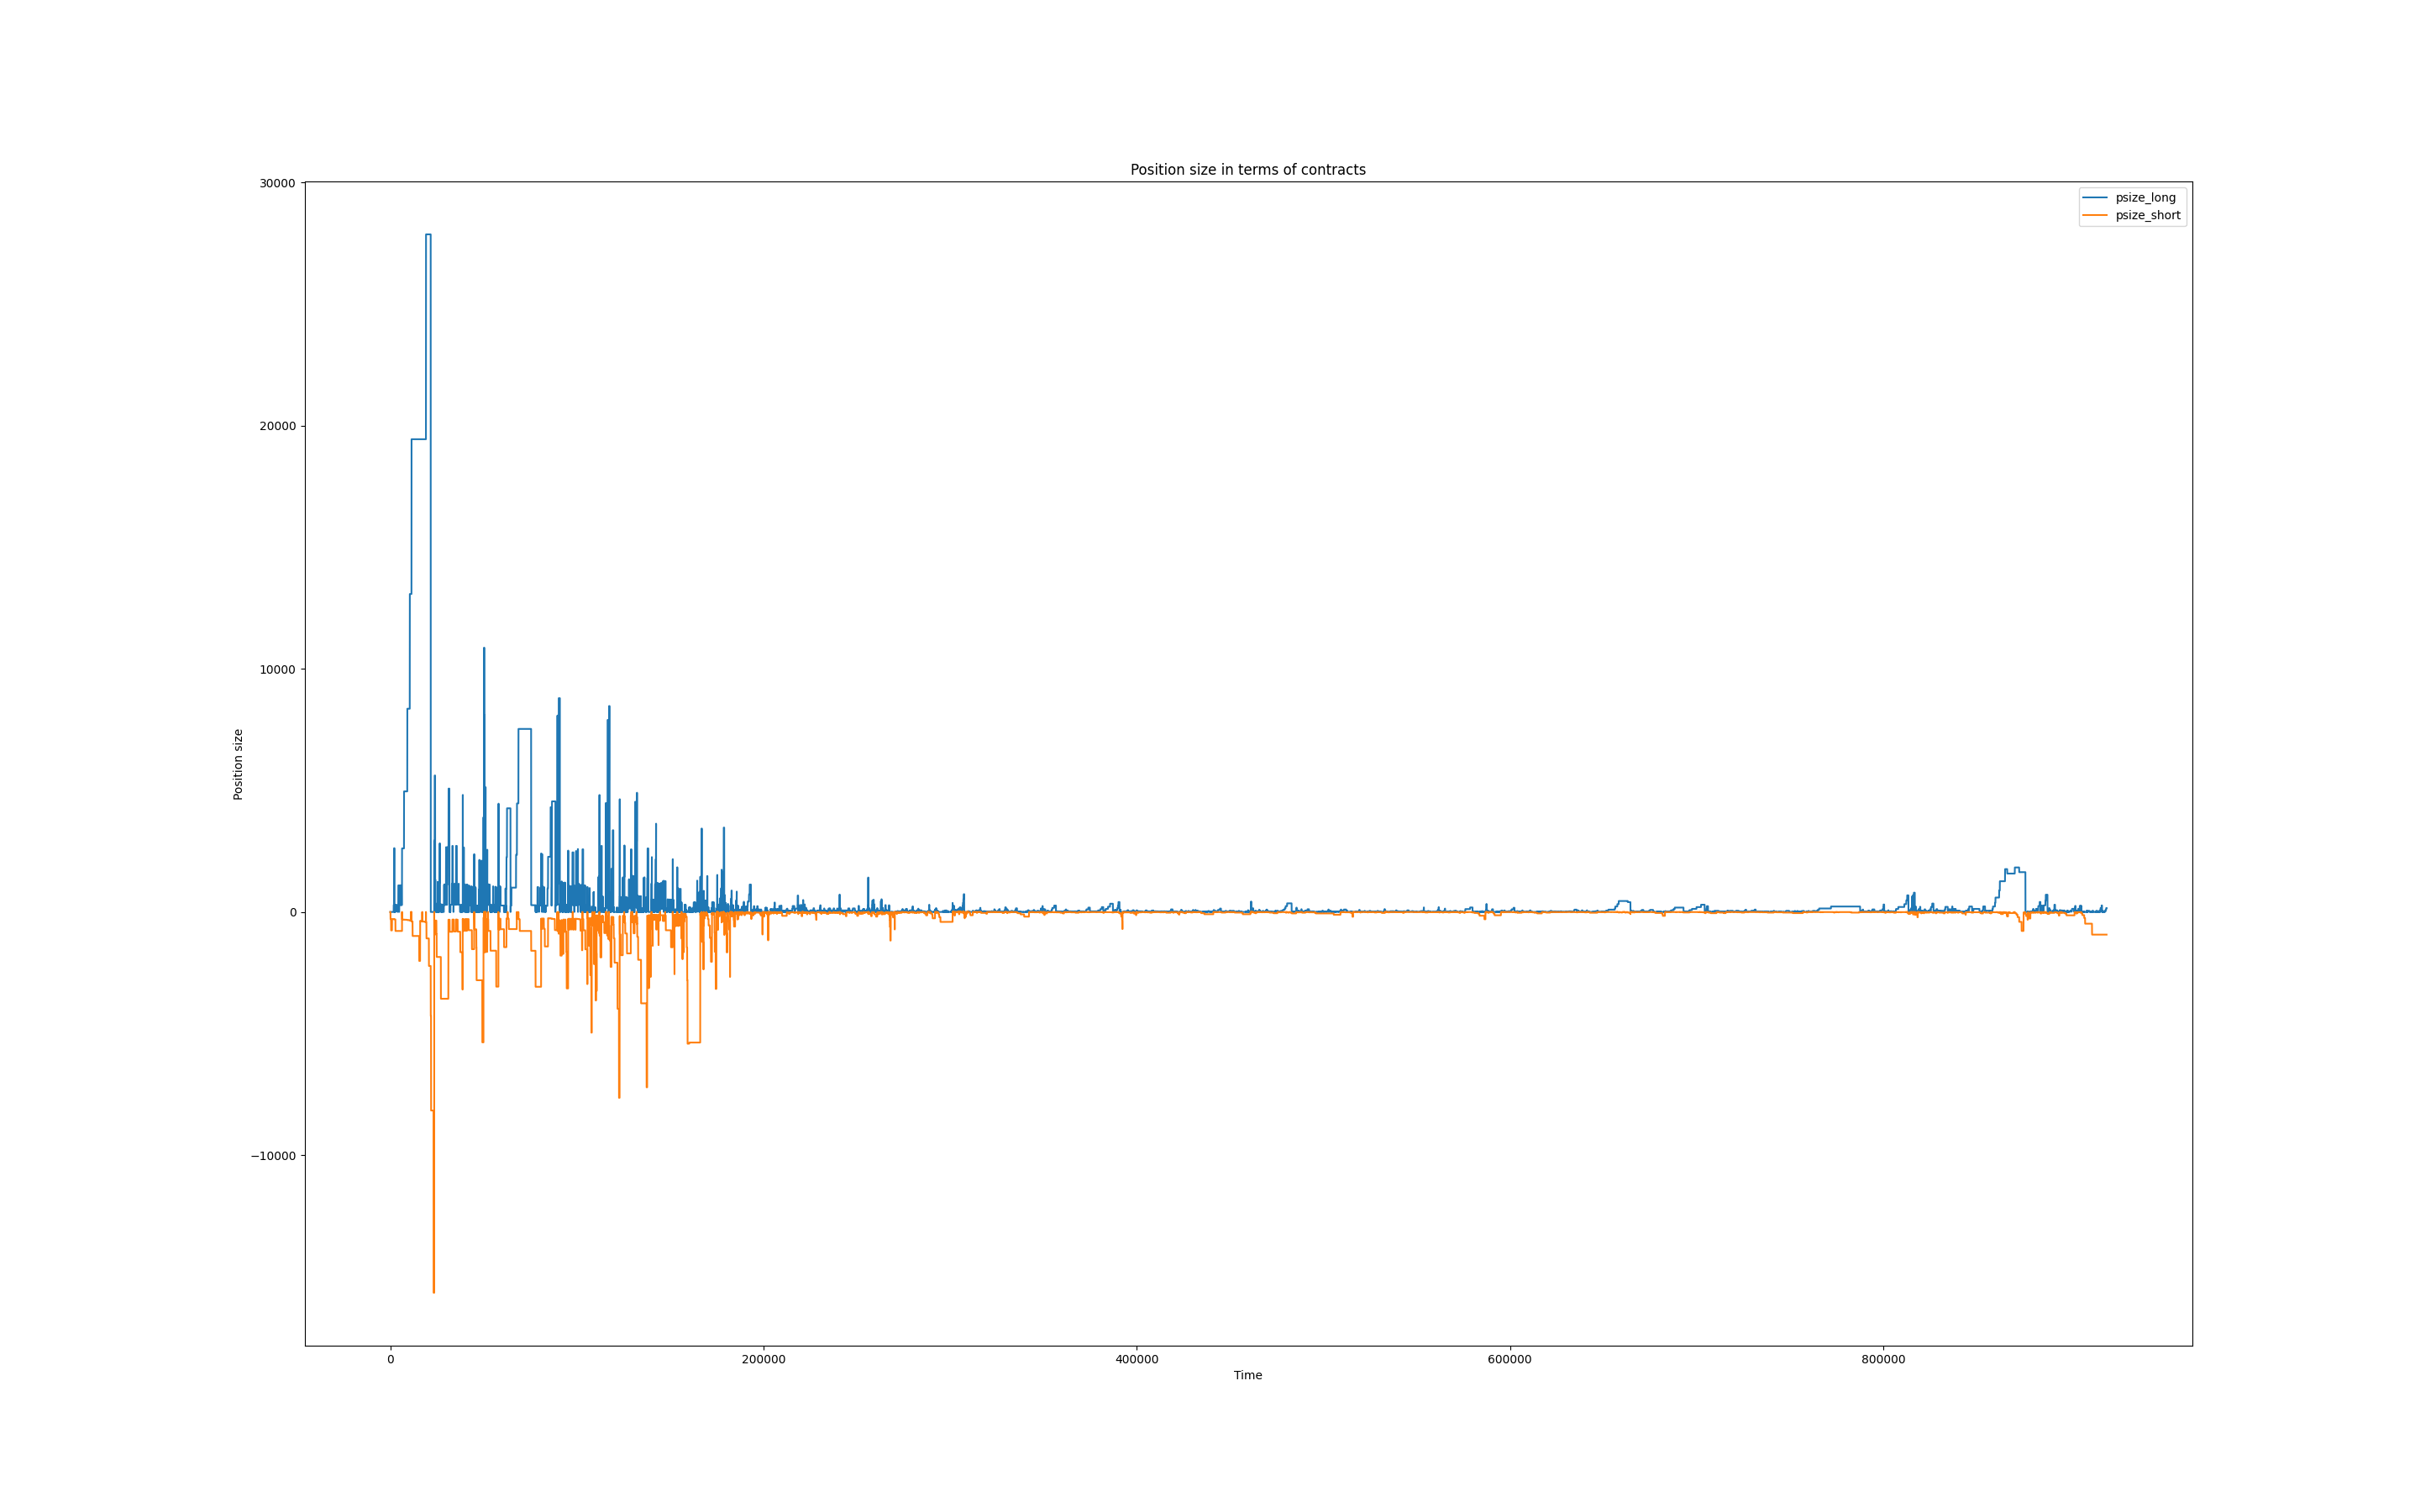 Position size in terms of contracts
psize_long
psize_short
Position size
30000
20000
10000
0
−10000
0
200000
400000
600000
800000
Time